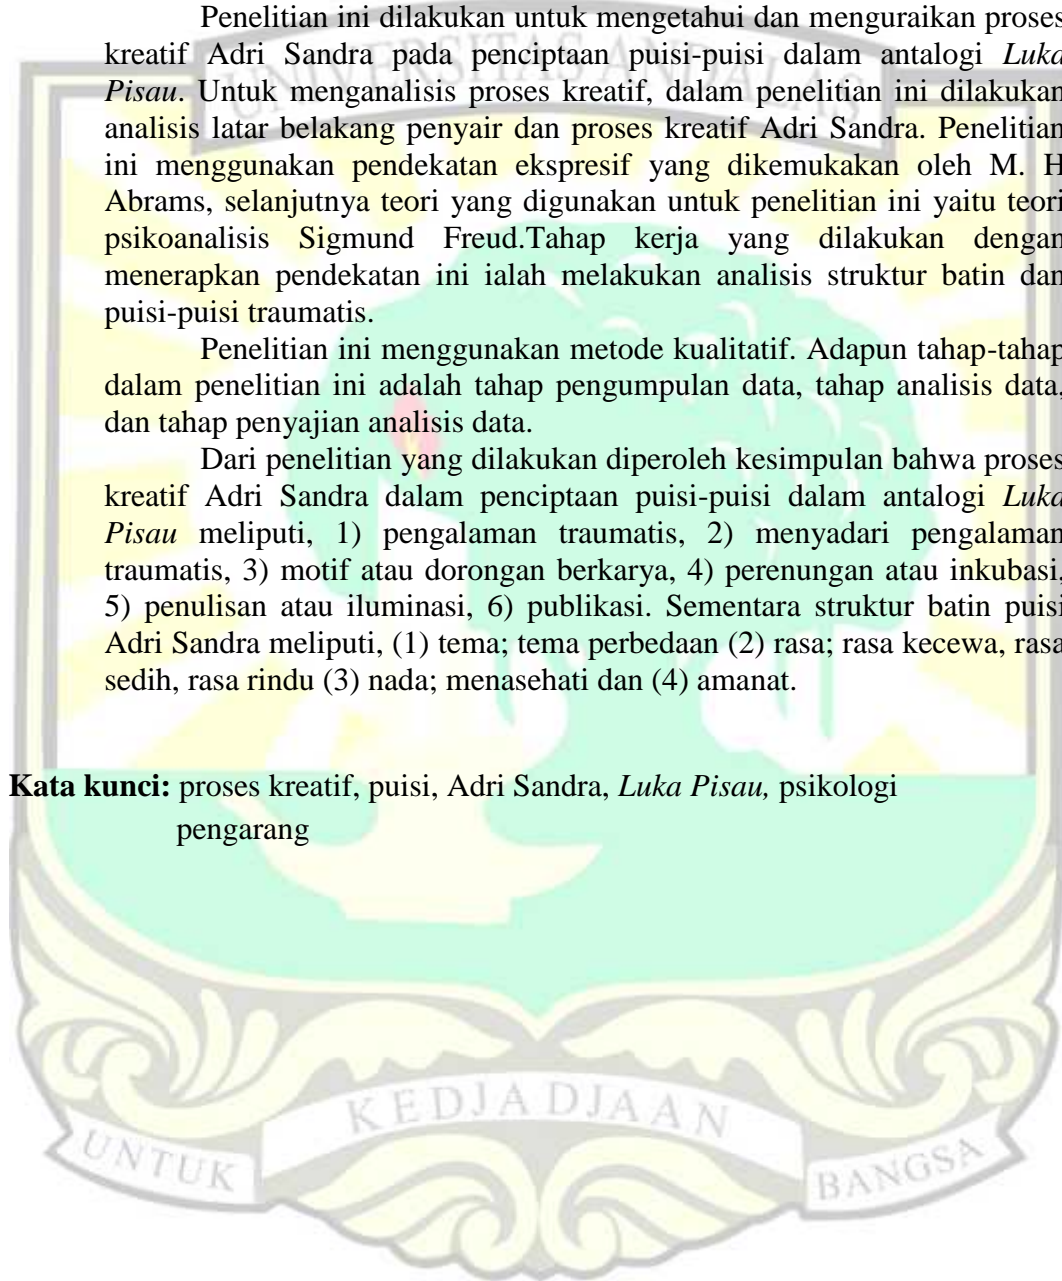 Penelitian ini dilakukan untuk mengetahui dan menguraikan proses
kreatif Adri Sandra pada penciptaan puisi-puisi dalam antalogi Luka
Pisau. Untuk menganalisis proses kreatif, dalam penelitian ini dilakukan
analisis latar belakang penyair dan proses kreatif Adri Sandra. Penelitian
ini menggunakan pendekatan ekspresif yang dikemukakan oleh M. H
Abrams, selanjutnya teori yang digunakan untuk penelitian ini yaitu teori
psikoanalisis Sigmund Freud.Tahap kerja yang dilakukan dengan
menerapkan pendekatan ini ialah melakukan analisis struktur batin dan
puisi-puisi traumatis.
Penelitian ini menggunakan metode kualitatif. Adapun tahap-tahap
dalam penelitian ini adalah tahap pengumpulan data, tahap analisis data,
dan tahap penyajian analisis data.
Dari penelitian yang dilakukan diperoleh kesimpulan bahwa proses
kreatif Adri Sandra dalam penciptaan puisi-puisi dalam antalogi Luka
Pisau meliputi, 1) pengalaman traumatis, 2) menyadari pengalaman
traumatis, 3) motif atau dorongan berkarya, 4) perenungan atau inkubasi,
5) penulisan atau iluminasi, 6) publikasi. Sementara struktur batin puisi
Adri Sandra meliputi, (1) tema; tema perbedaan (2) rasa; rasa kecewa, rasa
sedih, rasa rindu (3) nada; menasehati dan (4) amanat.
Kata kunci: proses kreatif, puisi, Adri Sandra, Luka Pisau, psikologi
pengarang
UNIVERSITAS ANDALAS
UNTUK KEDJADJAAN BANGSA